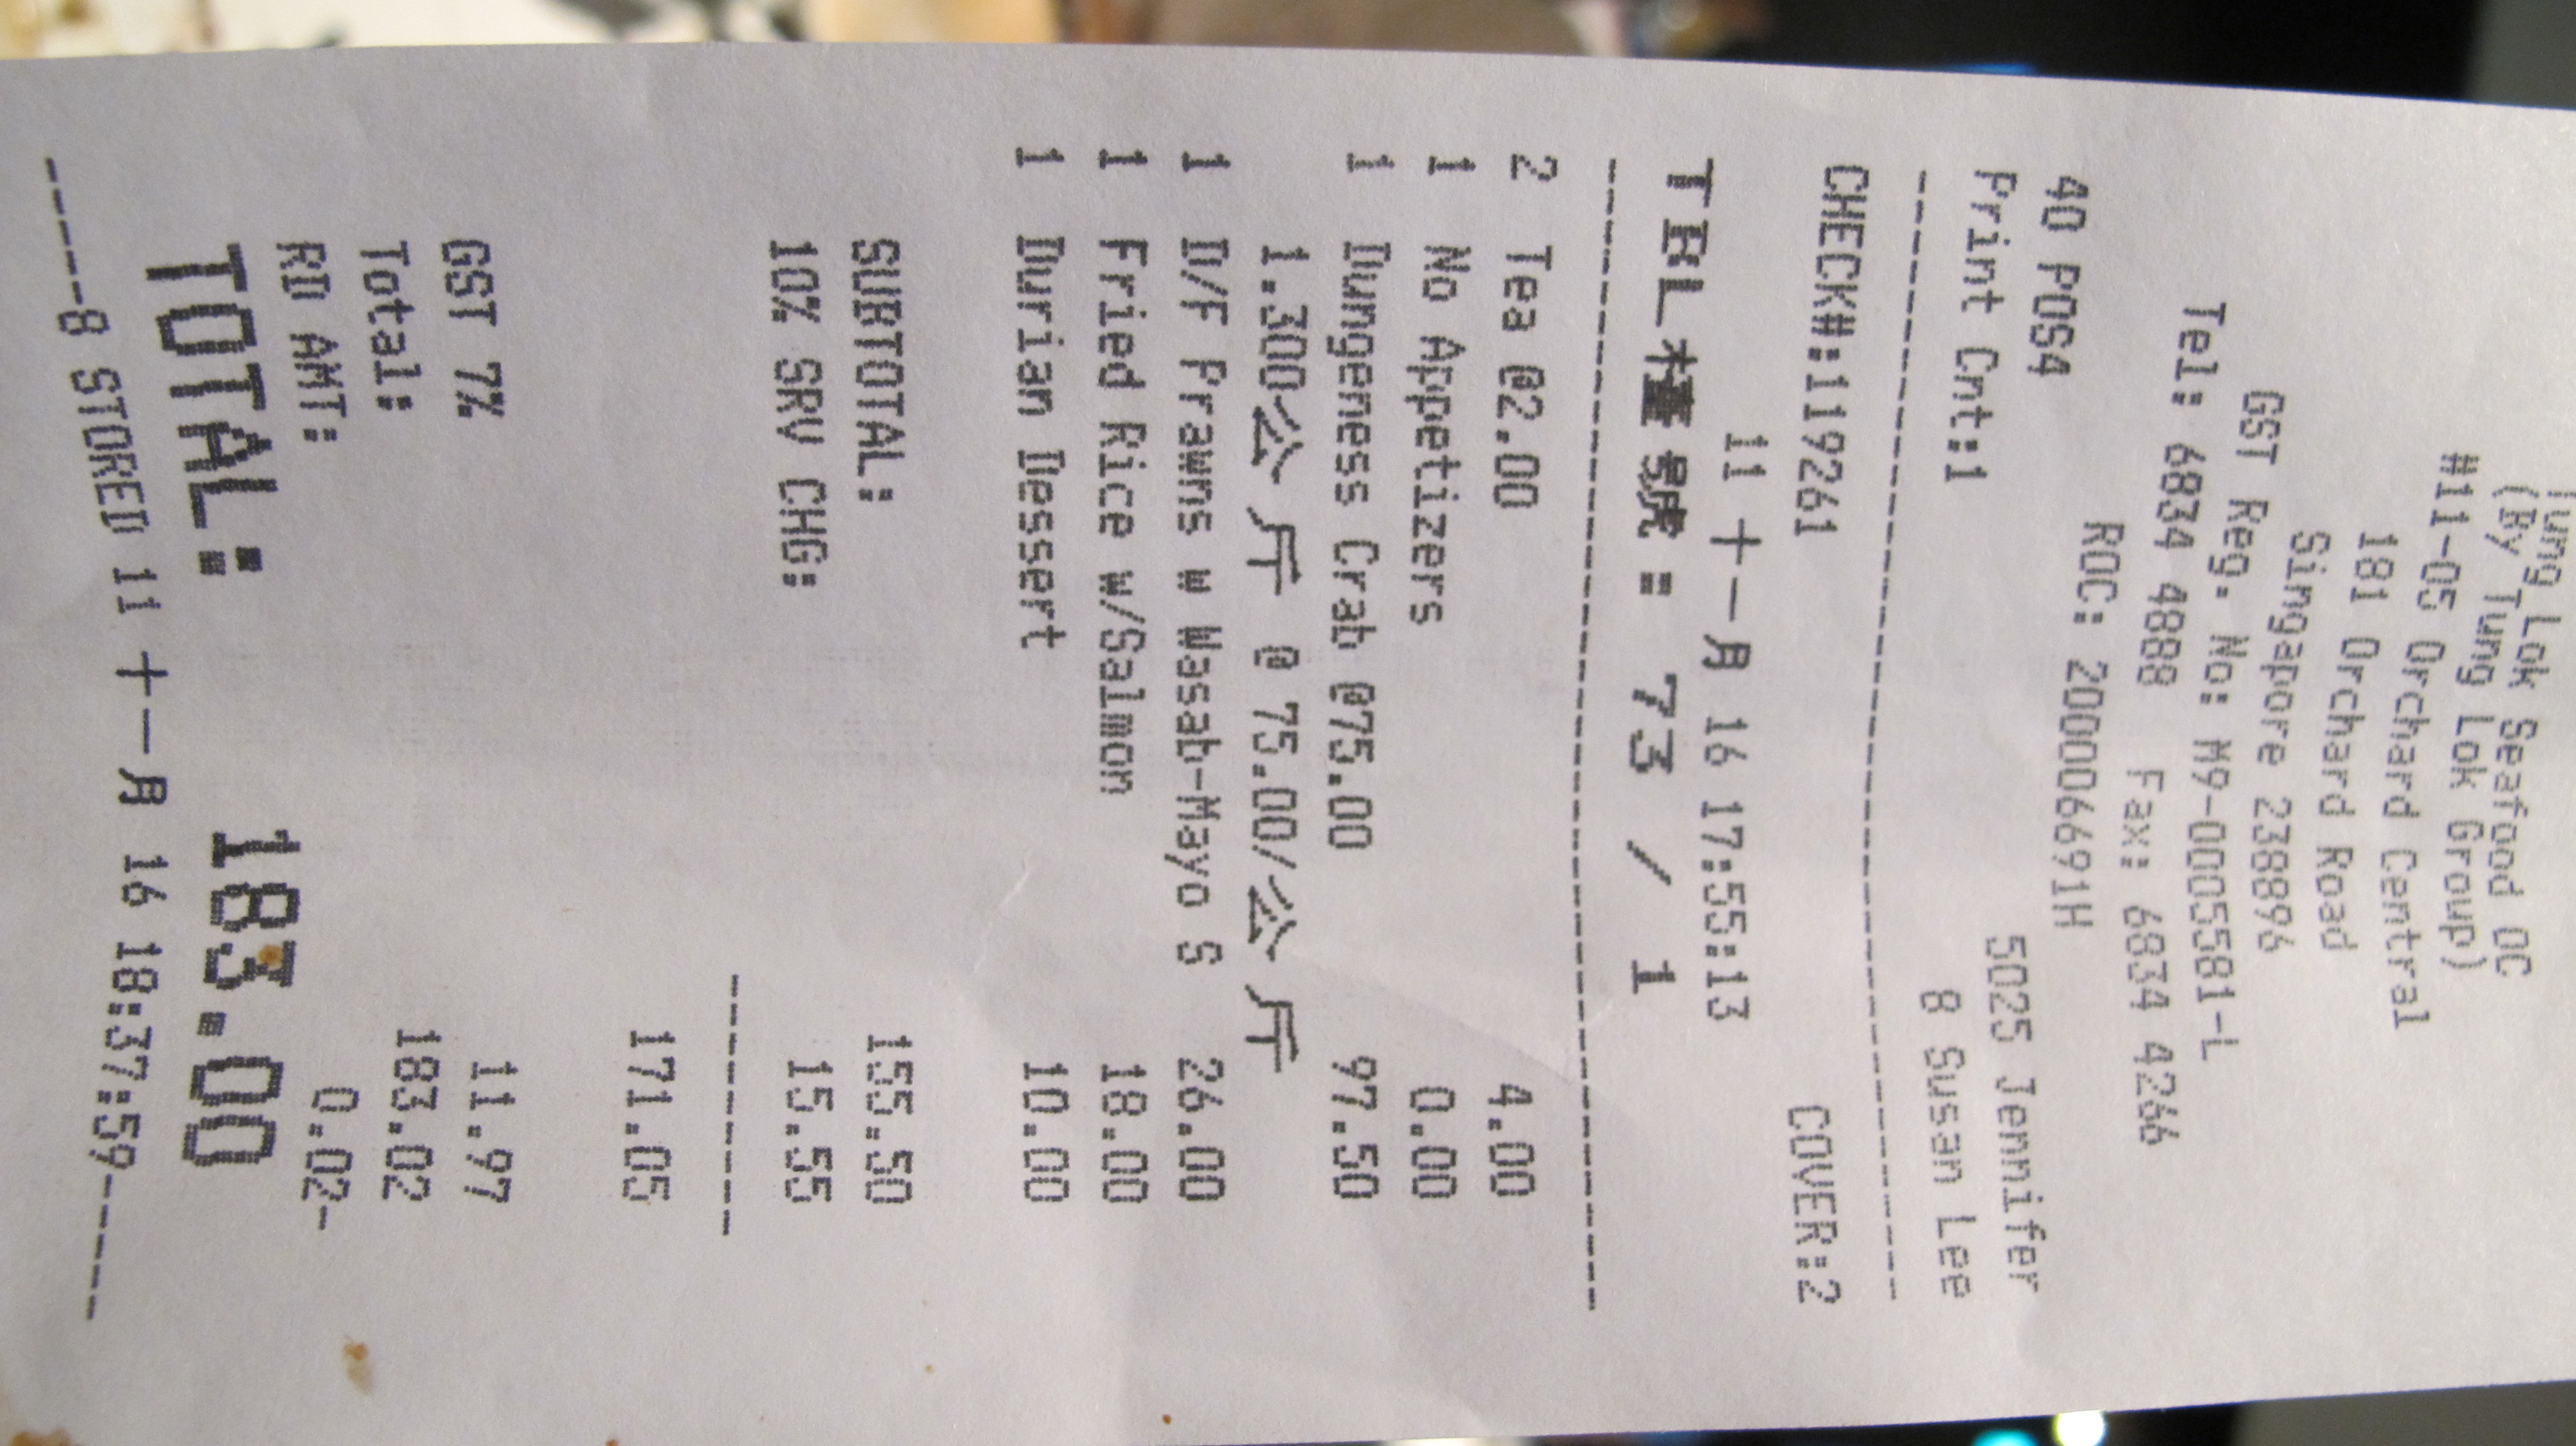 Tung Lok Seafood OC
(By Tung Lok Group)
#11-05 Orchard Central
181 Orchard Road
Singapore 238896
GST Reg. No: M9-0005581-L
Tel: 6834 4888 Fax: 6834 4266
ROC: 200006691H
40 POS4 5025 Jennifer
Print Cnt:1 8 Susan Lee
CHECK#:119261 COVER:2
11 十一月 16 17:55:13
TBL檯號: 73 / 1
2 Tea @2.00 4.00
1 No Appetizers 0.00
1 Dungeness Crab @75.00 97.50
1.300公斤 @ 75.00/公斤
1 D/F Prawns w Wasab-Mayo S 26.00
1 Fried Rice w/Salmon 18.00
1 Durian Dessert 10.00
SUBTOTAL: 155.50
10% SRV CHG: 15.55
171.05
GST 7% 11.97
Total: 183.02
RD AMT: 0.02-
TOTAL: 183.00
-----8 STORED 11 十一月 16 18:37:59-----